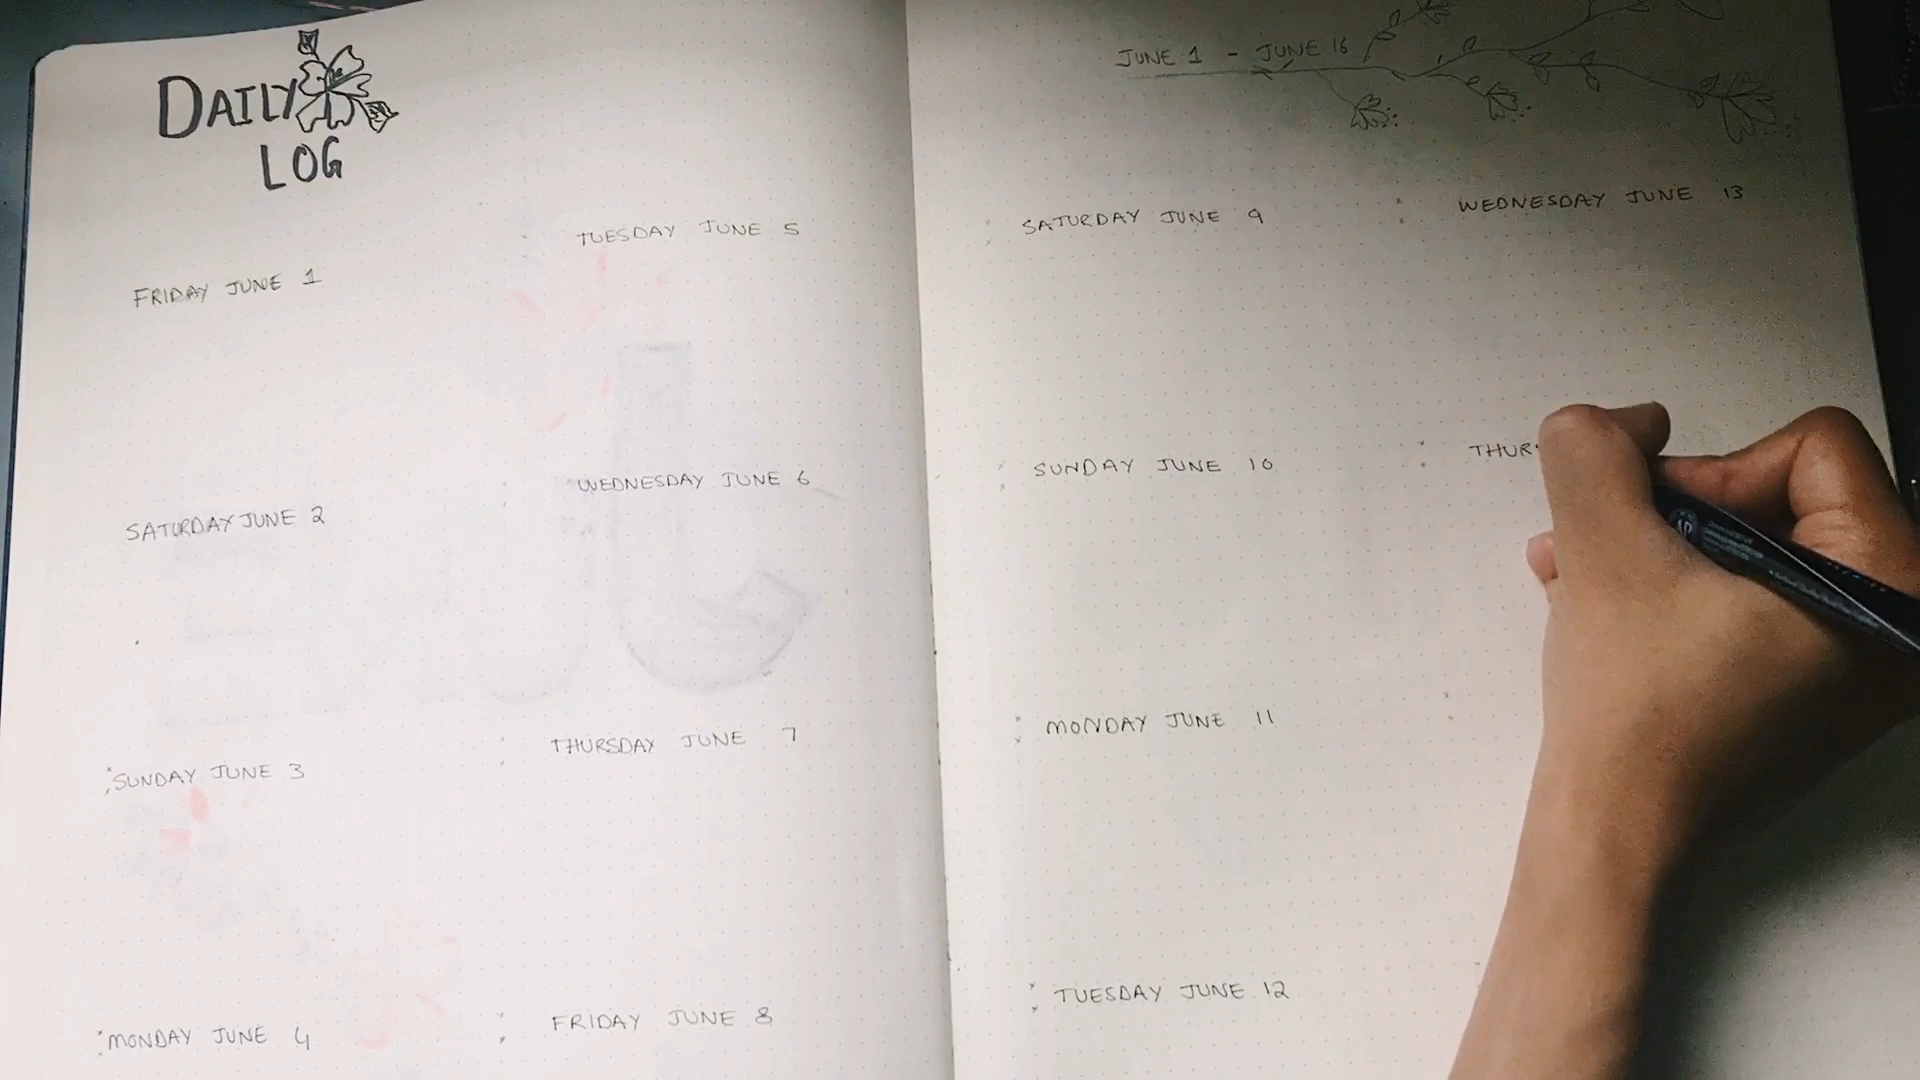 DAILY
LOG
FRIDAY JUNE 1
SATURDAY JUNE 2
SUNDAY JUNE 3
MONDAY JUNE 4
TUESDAY JUNE 5
WEDNESDAY JUNE 6
THURSDAY JUNE 7
FRIDAY JUNE 8
JUNE 1 - JUNE 16
SATURDAY JUNE 9
SUNDAY JUNE 10
MONDAY JUNE 11
TUESDAY JUNE 12
WEDNESDAY JUNE 13
THUR